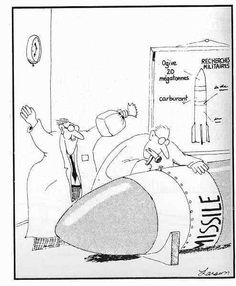 RECHERCHES
MILITAIRES
Ogive
20
mégatonnes
carburant
MISSILE
Larson